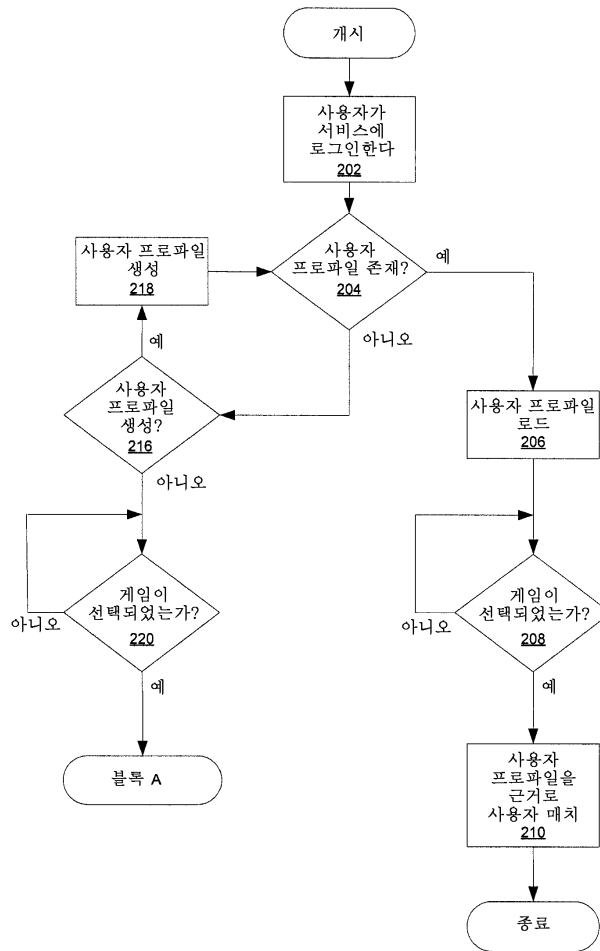 개시
사용자가
서비스에
로그인한다
202
사용자
프로파일 존재?
204
예
아니오
사용자 프로파일
생성
218
예
사용자
프로파일
생성?
216
아니오
게임이
선택되었는가?
220
아니오
예
블록 A
사용자 프로파일
로드
206
게임이
선택되었는가?
208
아니오
예
사용자
프로파일을
근거로
사용자 매치
210
종료